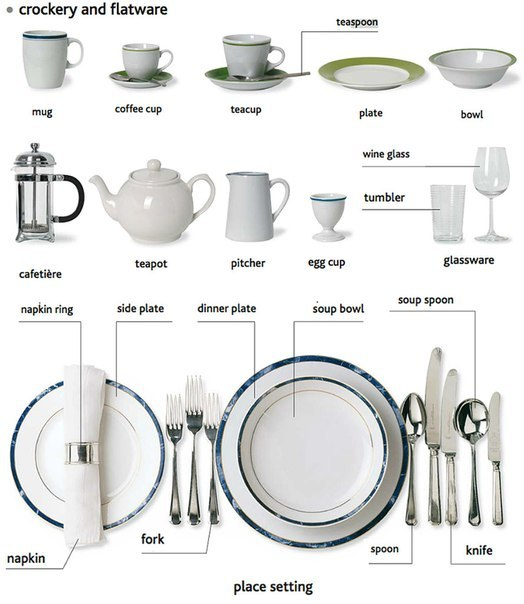 crockery and flatware
teaspoon
mug
coffee cup
teacup
plate
bowl
wine glass
tumbler
cafetière
teapot
pitcher
egg cup
glassware
napkin ring
side plate
dinner plate
soup bowl
soup spoon
napkin
fork
spoon
knife
place setting